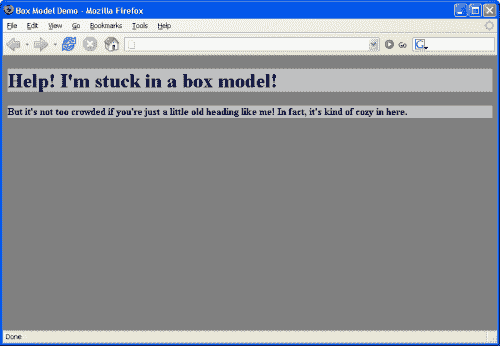 Box Model Demo - Mozilla Firefox
File Edit View Go Bookmarks Tools Help
Go
Help! I'm stuck in a box model!
But it's not too crowded if you're just a little old heading like me! In fact, it's kind of cozy in here.
Done